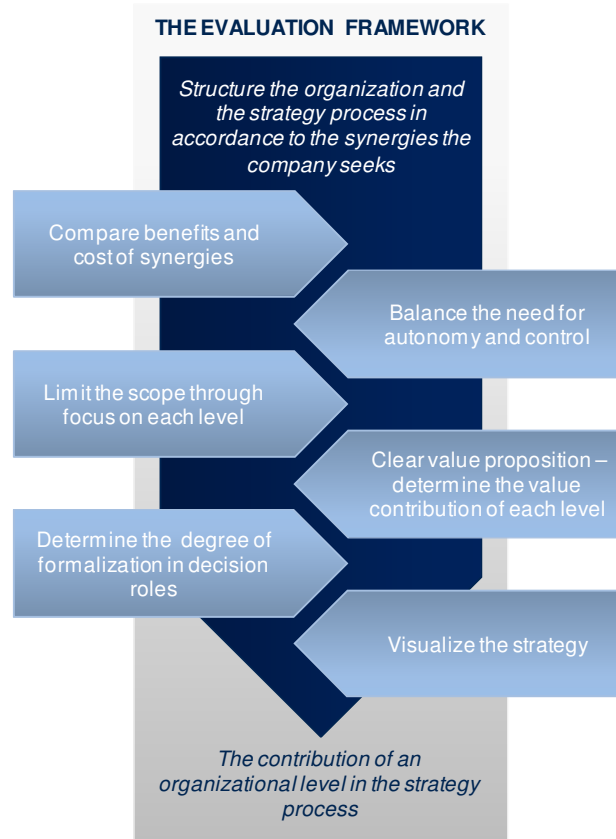 THE EVALUATION FRAMEWORK
Structure the organization and
the strategy process in
accordance to the synergies the
company seeks
Compare benefits and
cost of synergies
Balance the need for
autonomy and control
Limit the scope through
focus on each level
Clear value proposition –
determine the value
contribution of each level
Determine the degree of
formalization in decision
roles
Visualize the strategy
The contribution of an
organizational level in the strategy
process